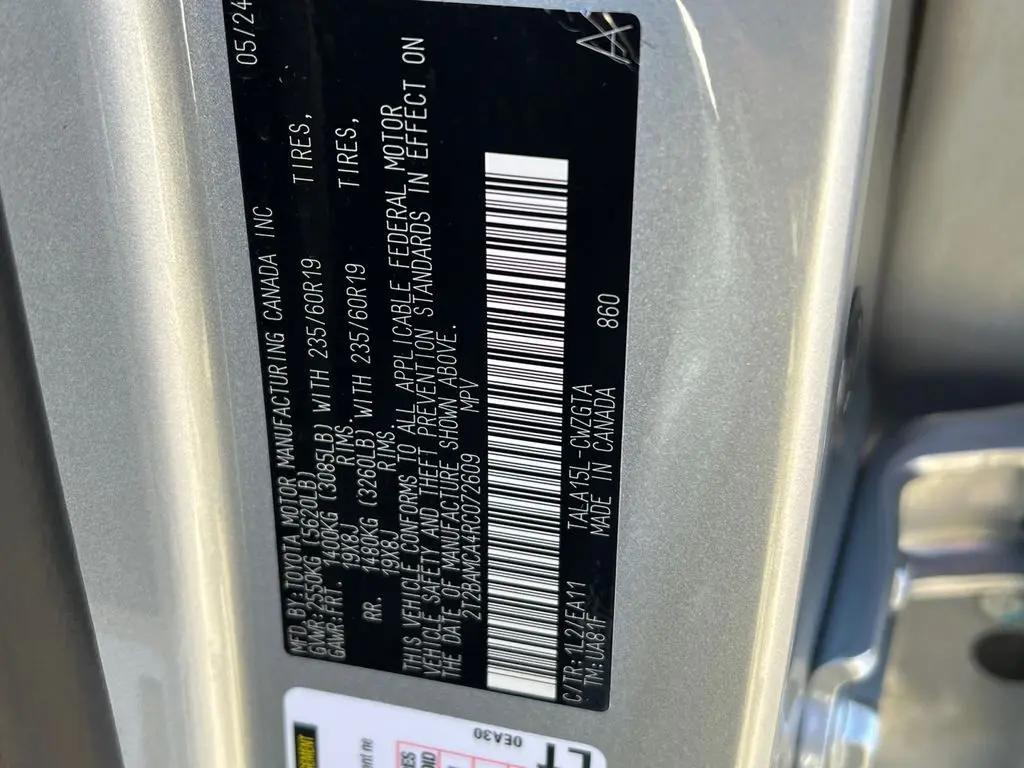 MFD. BY: TOYOTA MOTOR MANUFACTURING CANADA INC 05/24
GVWR: 2550KG (5620LB)
GAWR: FRT. 1400KG (3085LB) WITH 235/60R19 TIRES,
19X8J RIMS.
RR. 1480KG (3260LB) WITH 235/60R19 TIRES,
19X8J RIMS.
THIS VEHICLE CONFORMS TO ALL APPLICABLE FEDERAL MOTOR
VEHICLE SAFETY AND THEFT PREVENTION STANDARDS IN EFFECT ON
THE DATE OF MANUFACTURE SHOWN ABOVE.
2T2BAMCA4RC072609 MPV
C/TR: 1L2/EA11 TALA15L-CWZGTA 860
TM: UA81F MADE IN CANADA
A
0EA30